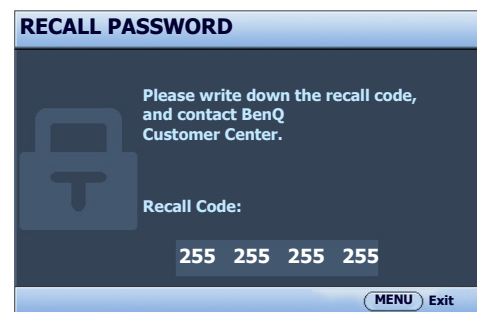 RECALL PASSWORD
Please write down the recall code,
and contact BenQ
Customer Center.
Recall Code:
255 255 255 255
MENU Exit